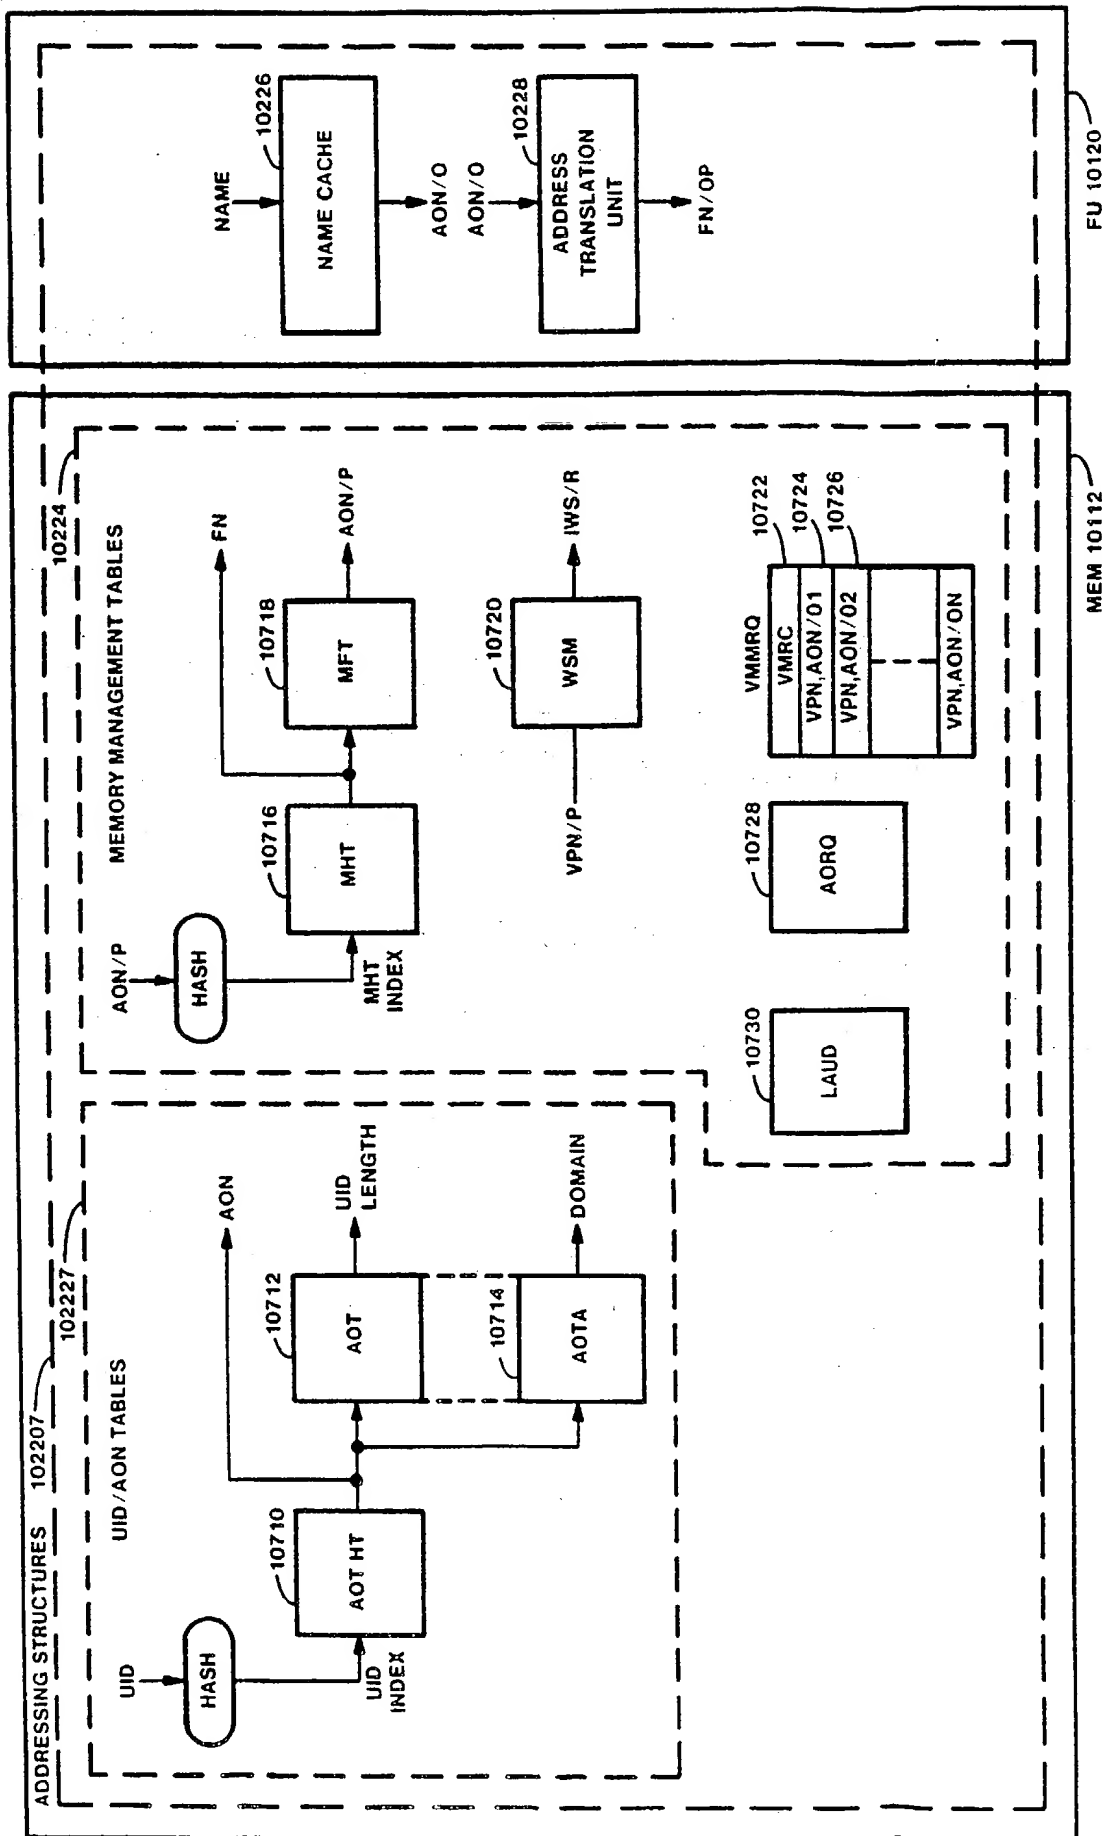 ADDRESSING STRUCTURES 102207
102227
UID/AON TABLES
UID
HASH
UID
INDEX
10710
AOT HT
AON
10712
AOT
UID
LENGTH
10714
AOTA
DOMAIN
10224
MEMORY MANAGEMENT TABLES
AON/P
HASH
MHT
INDEX
10716
MHT
FN
10718
MFT
AON/P
VPN/P
10720
WSM
IWS/R
10730
LAUD
10728
AORQ
VMMRQ
VMRC
10722
VPN,AON/01
10724
VPN,AON/02
10726
VPN,AON/ON
MEM 10112
NAME
10226
NAME CACHE
AON/O
AON/O
10228
ADDRESS
TRANSLATION
UNIT
FN/OP
FU 10120